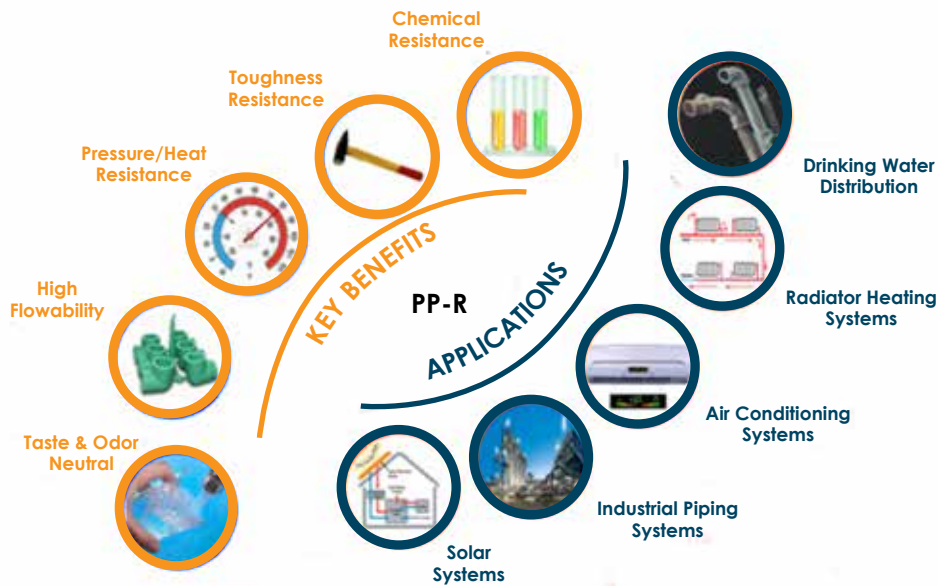 Chemical
Resistance
Toughness
Resistance
Pressure/Heat
Resistance
High
Flowability
Taste & Odor
Neutral
KEY BENEFITS
PP-R
APPLICATIONS
Drinking Water
Distribution
Radiator Heating
Systems
Air Conditioning
Systems
Industrial Piping
Systems
Solar
Systems